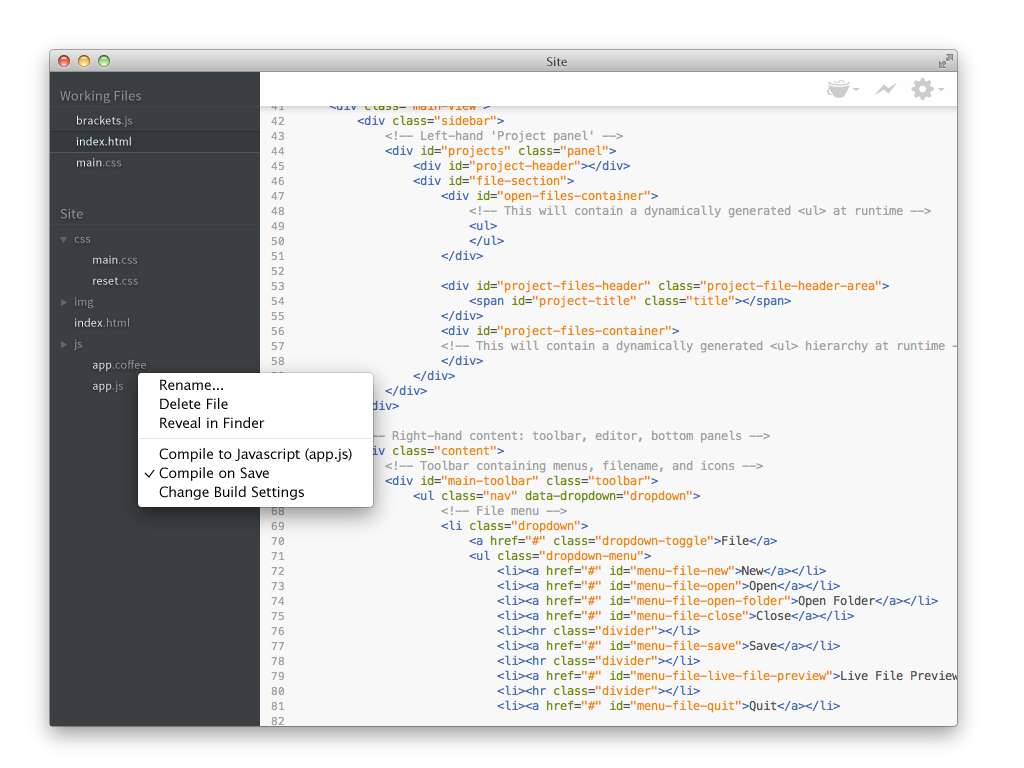 Site
Working Files
brackets.js
index.html
main.css
Site
css
main.css
reset.css
img
index.html
js
app.coffee
app.js
Rename...
Delete File
Reveal in Finder
Compile to Javascript (app.js)
✓ Compile on Save
Change Build Settings
41 <div class="main-view">
42 <div class="sidebar">
43 <!-- Left-hand 'Project panel' -->
44 <div id="projects" class="panel">
45 <div id="project-header"></div>
46 <div id="file-section">
47 <div id="open-files-container">
48 <!-- This will contain a dynamically generated <ul> at runtime -->
49 <ul>
50 </ul>
51 </div>
52
53 <div id="project-files-header" class="project-file-header-area">
54 <span id="project-title" class="title"></span>
55 </div>
56 <div id="project-files-container">
57 <!-- This will contain a dynamically generated <ul> hierarchy at runtime -
58 </div>
</div>
</div>
div>
-- Right-hand content: toolbar, editor, bottom panels -->
iv class="content">
<!-- Toolbar containing menus, filename, and icons -->
<div id="main-toolbar" class="toolbar">
<ul class="nav" data-dropdown="dropdown">
68 <!-- File menu -->
69 <li class="dropdown">
70 <a href="#" class="dropdown-toggle">File</a>
71 <ul class="dropdown-menu">
72 <li><a href="#" id="menu-file-new">New</a></li>
73 <li><a href="#" id="menu-file-open">Open</a></li>
74 <li><a href="#" id="menu-file-open-folder">Open Folder</a></li>
75 <li><a href="#" id="menu-file-close">Close</a></li>
76 <li><hr class="divider"></li>
77 <li><a href="#" id="menu-file-save">Save</a></li>
78 <li><hr class="divider"></li>
79 <li><a href="#" id="menu-file-live-file-preview">Live File Preview
80 <li><hr class="divider"></li>
81 <li><a href="#" id="menu-file-quit">Quit</a></li>
82